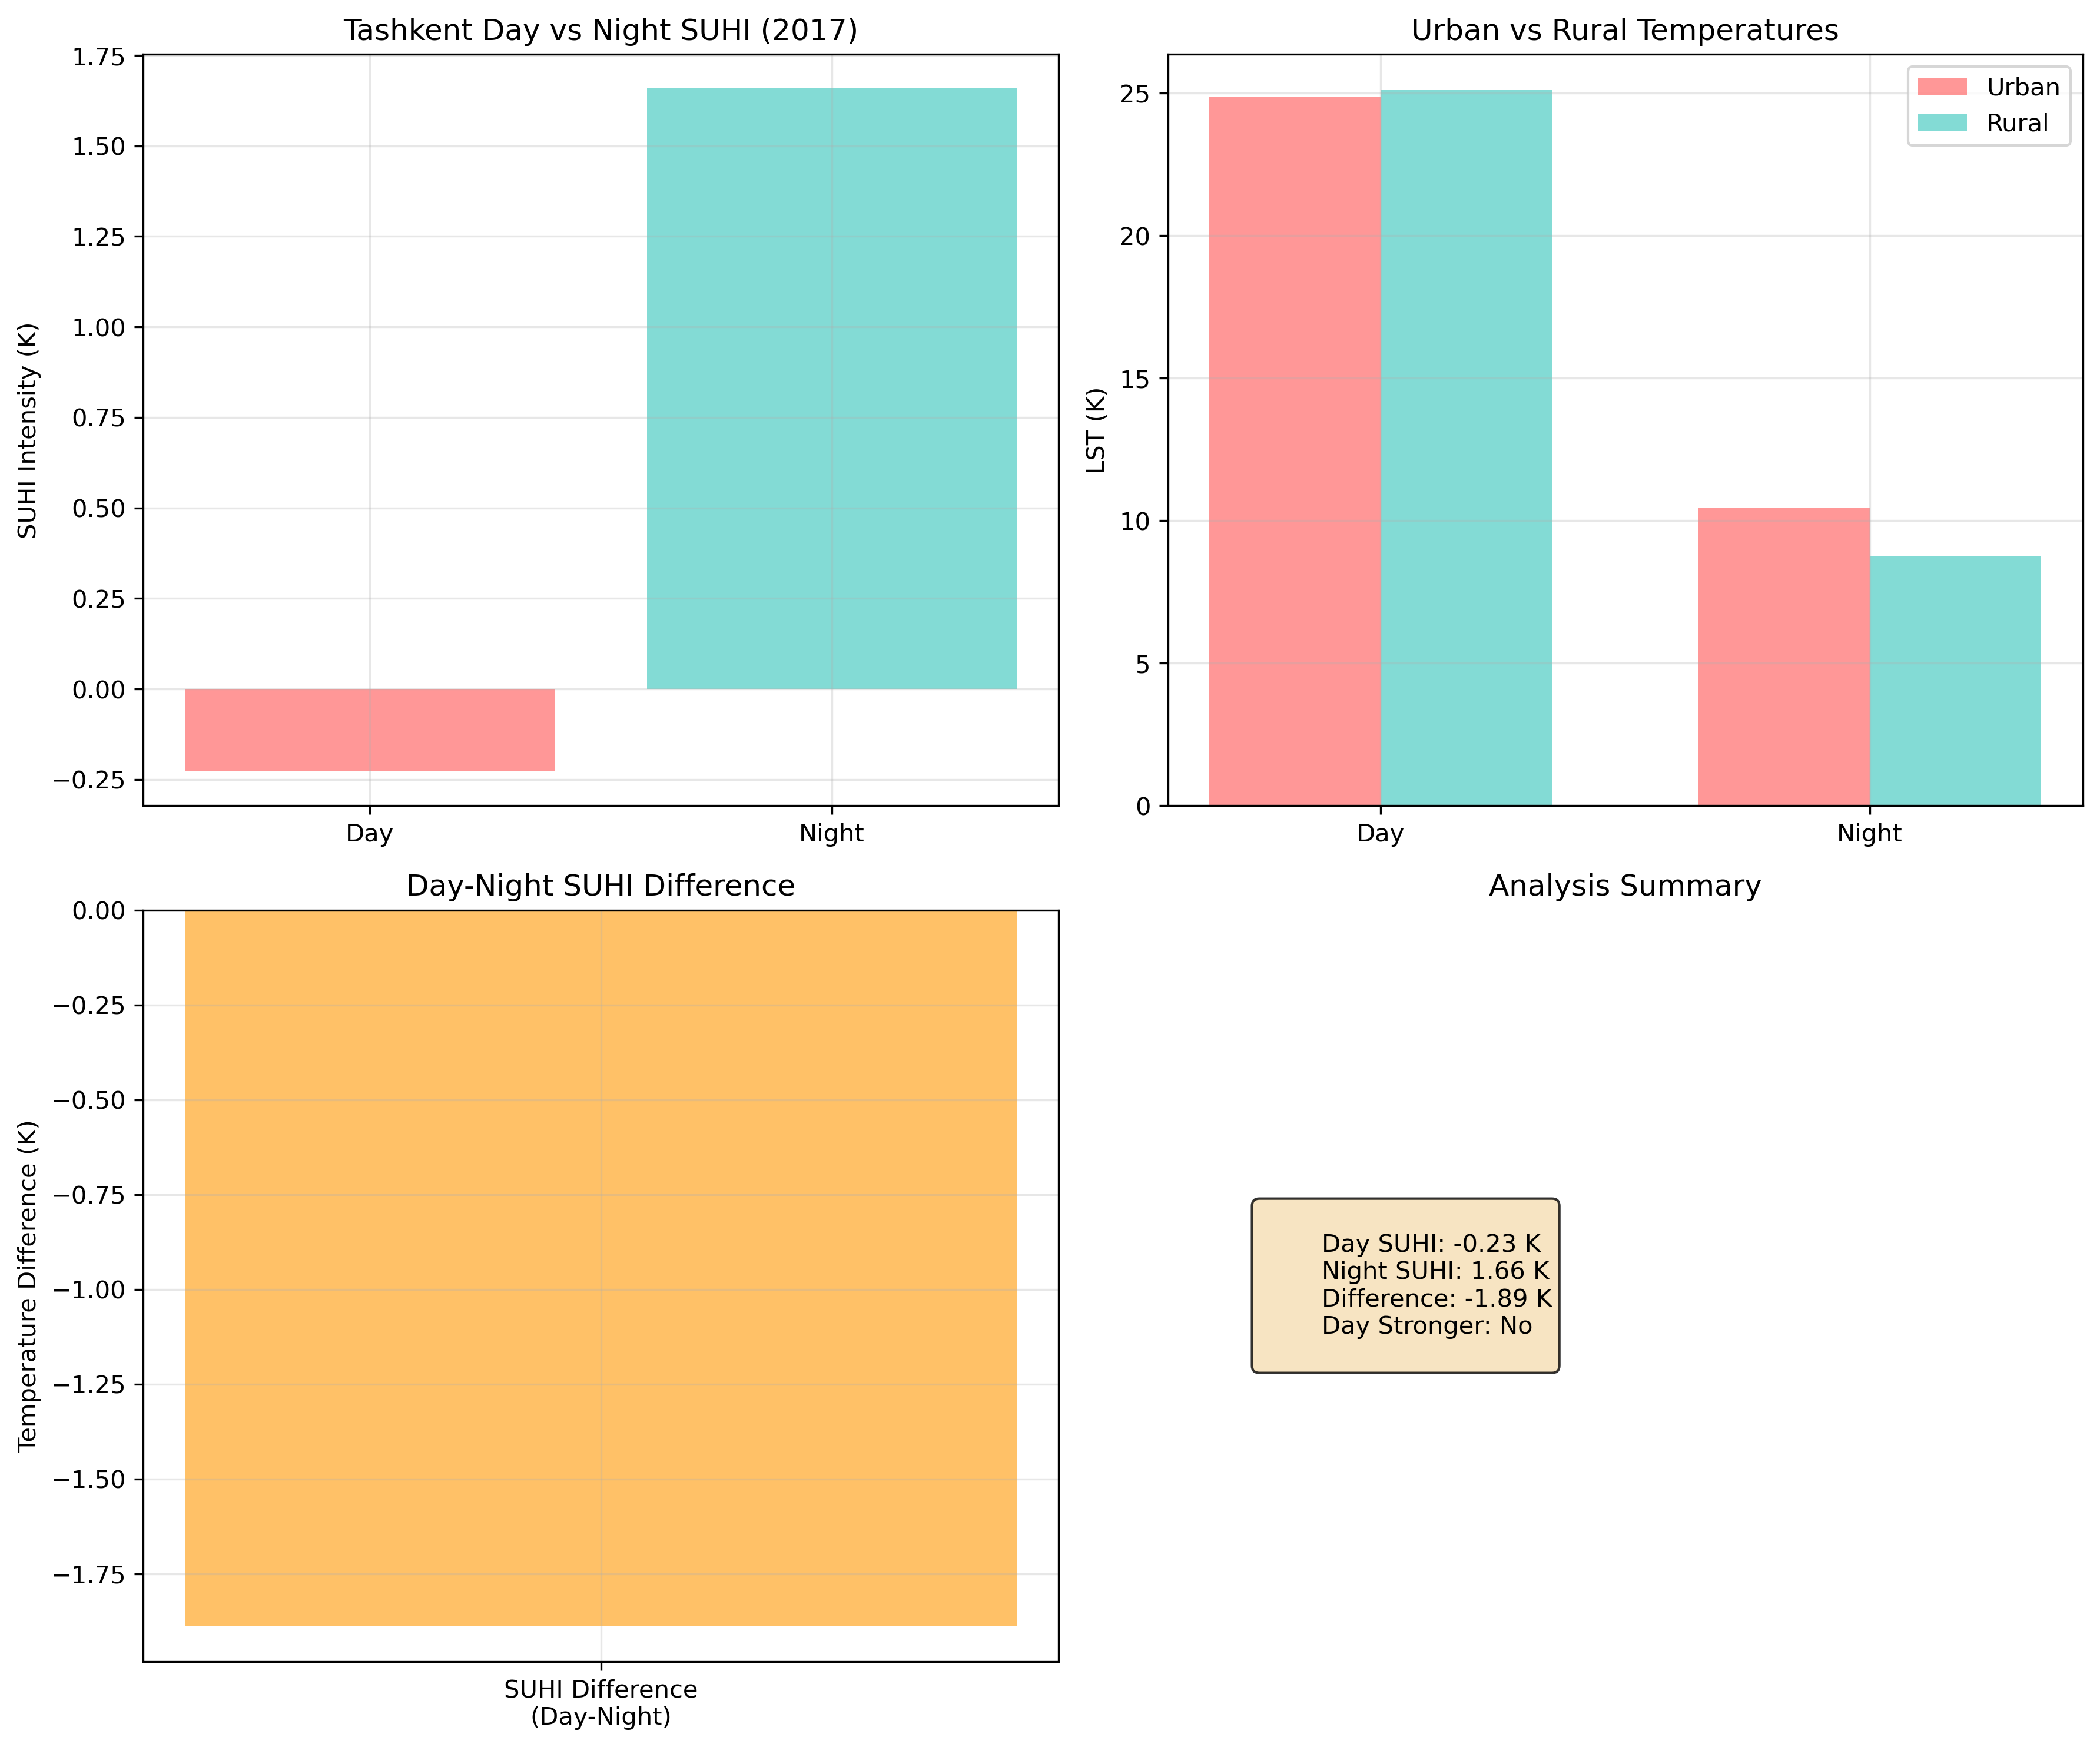 Tashkent Day vs Night SUHI (2017)
SUHI Intensity (K)
1.75
1.50
1.25
1.00
0.75
0.50
0.25
0.00
−0.25
Day
Night
Urban vs Rural Temperatures
LST (K)
25
20
15
10
5
0
Urban
Rural
Day
Night
Day-Night SUHI Difference
Temperature Difference (K)
0.00
−0.25
−0.50
−0.75
−1.00
−1.25
−1.50
−1.75
SUHI Difference
(Day-Night)
Analysis Summary
Day SUHI: -0.23 K
Night SUHI: 1.66 K
Difference: -1.89 K
Day Stronger: No